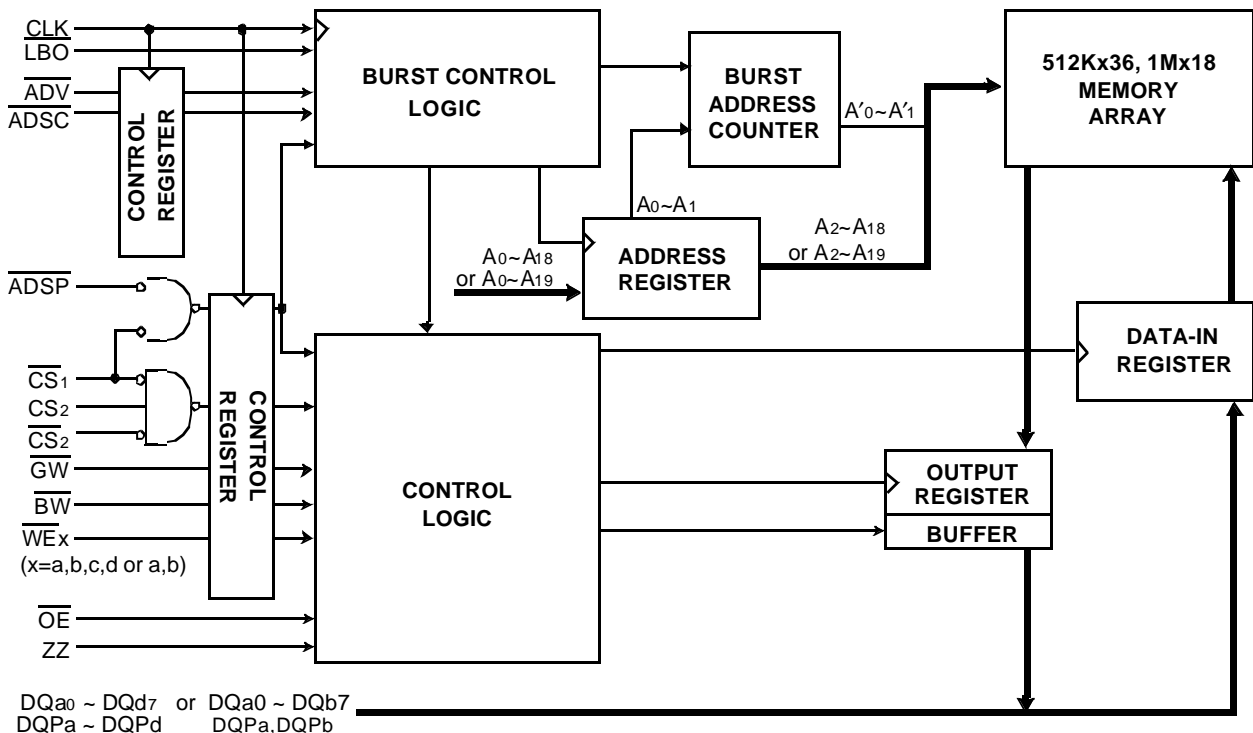 CLK
LBO
ADV
ADSC
CONTROL
REGISTER
BURST CONTROL
LOGIC
BURST
ADDRESS
COUNTER
A′0~A′1
512Kx36, 1Mx18
MEMORY
ARRAY
A0~A1
A0~A18
or A0~A19
ADDRESS
REGISTER
A2~A18
or A2~A19
ADSP
CS1
CS2
CS2
GW
BW
WEx
(x=a,b,c,d or a,b)
OE
ZZ
CONTROL
REGISTER
CONTROL
LOGIC
DATA-IN
REGISTER
OUTPUT
REGISTER
BUFFER
DQa0 ~ DQd7 or DQa0 ~ DQb7
DQPa ~ DQPd DQPa,DQPb